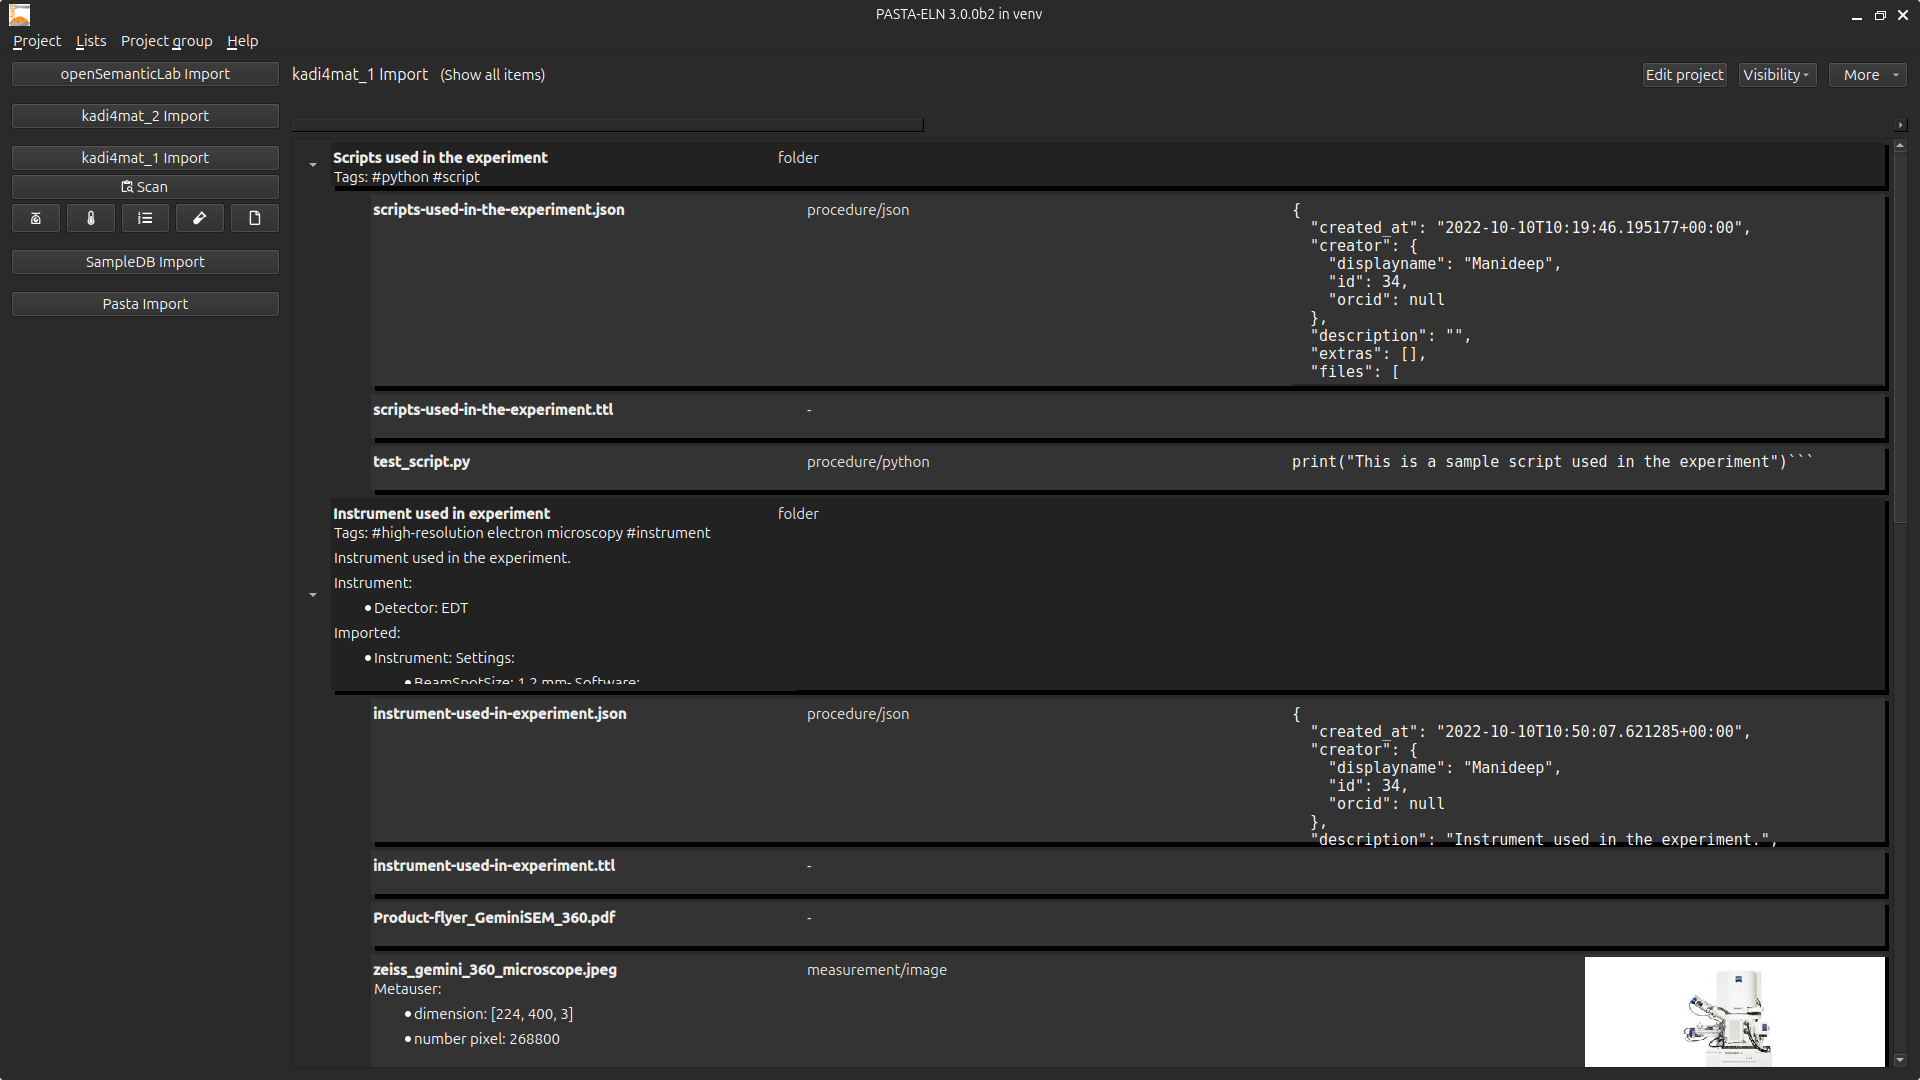 PASTA-ELN 3.0.0b2 in venv
Project Lists Project group Help
openSemanticLab Import
kadi4mat_2 Import
kadi4mat_1 Import
Scan
SampleDB Import
Pasta Import
kadi4mat_1 Import (Show all items)
Edit project Visibility More
Scripts used in the experiment folder
Tags: #python #script
scripts-used-in-the-experiment.json procedure/json
{
"created_at": "2022-10-10T10:19:46.195177+00:00",
"creator": {
"displayname": "Manideep",
"id": 34,
"orcid": null
},
"description": "",
"extras": [],
"files": [
scripts-used-in-the-experiment.ttl -
test_script.py procedure/python print("This is a sample script used in the experiment")```
Instrument used in experiment folder
Tags: #high-resolution electron microscopy #instrument
Instrument used in the experiment.
Instrument:
• Detector: EDT
Imported:
• Instrument: Settings:
• BeamSpotSize: 1.2 mm- Software:
instrument-used-in-experiment.json procedure/json
{
"created_at": "2022-10-10T10:50:07.621285+00:00",
"creator": {
"displayname": "Manideep",
"id": 34,
"orcid": null
},
"description": "Instrument used in the experiment.",
instrument-used-in-experiment.ttl -
Product-flyer_GeminiSEM_360.pdf -
zeiss_gemini_360_microscope.jpeg measurement/image
Metauser:
• dimension: [224, 400, 3]
• number pixel: 268800